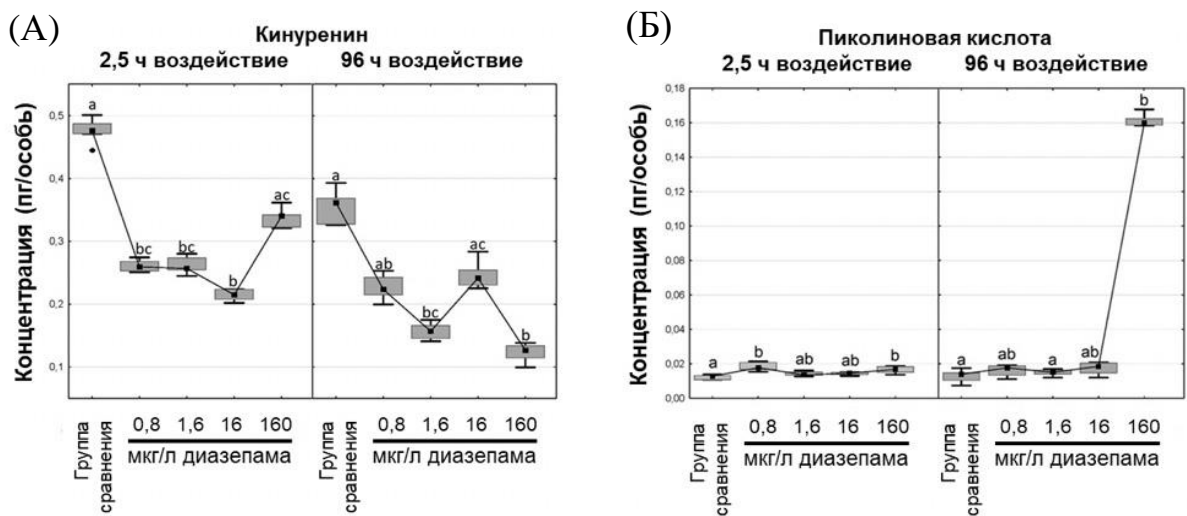 (А)
Кинуренин
2,5 ч воздействие 96 ч воздействие
Концентрация (пг/особь)
0,5
0,4
0,3
0,2
0,1
a
bc
bc
b
ac
a
ab
bc
ac
b
Группа сравнения
0,8 1,6 16 160
мкг/л диазепама
Группа сравнения
0,8 1,6 16 160
мкг/л диазепама
(Б)
Пиколиновая кислота
2,5 ч воздействие 96 ч воздействие
Концентрация (пг/особь)
0,18
0,16
0,14
0,12
0,10
0,08
0,06
0,04
0,02
0,00
a
b
ab
ab
b
a
ab
a
ab
b
Группа сравнения
0,8 1,6 16 160
мкг/л диазепама
Группа сравнения
0,8 1,6 16 160
мкг/л диазепама